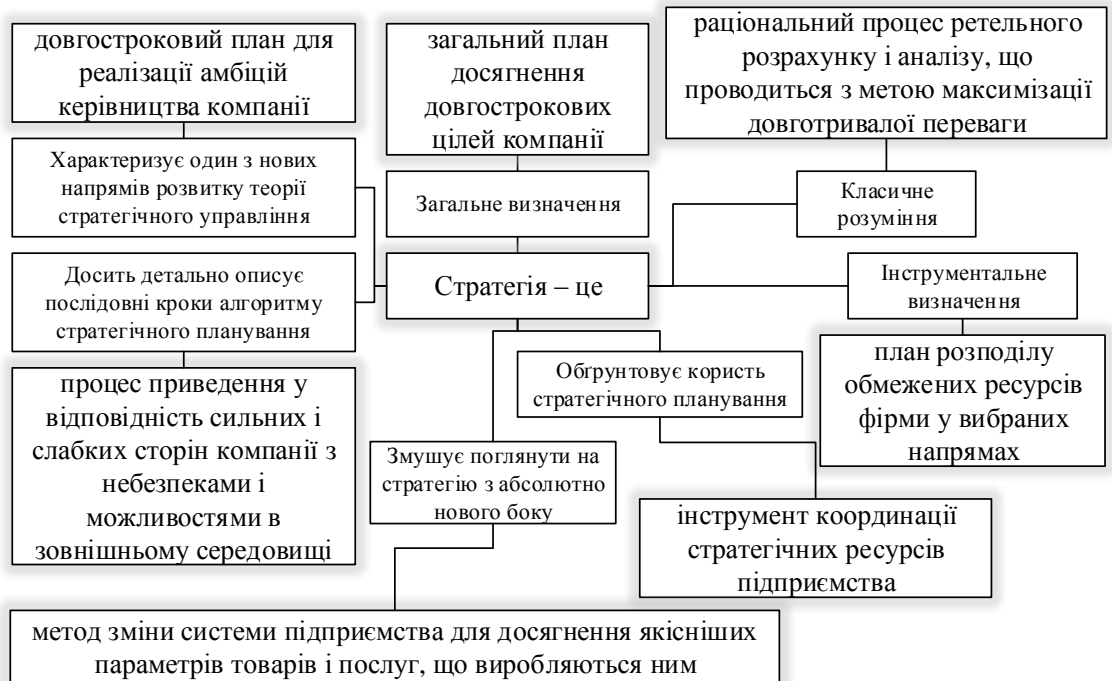 довгостроковий план для
реалізації амбіцій
керівництва компанії
загальний план
досягнення
довгострокових
цілей компанії
раціональний процес ретельного
розрахунку і аналізу, що
проводиться з метою максимізації
довготривалої переваги
Характеризує один з нових
напрямів розвитку теорії
стратегічного управління
Загальне визначення
Класичне
розуміння
Досить детально описує
послідовні кроки алгоритму
стратегічного планування
Стратегія – це
Інструментальне
визначення
процес приведення у
відповідність сильних і
слабких сторін компанії з
небезпеками і
можливостями в
зовнішньому середовищі
Змушує поглянути на
стратегію з абсолютно
нового боку
Обґрунтовує користь
стратегічного планування
план розподілу
обмежених ресурсів
фірми у вибраних
напрямах
інструмент координації
стратегічних ресурсів
підприємства
метод зміни системи підприємства для досягнення якісніших
параметрів товарів і послуг, що виробляються ним